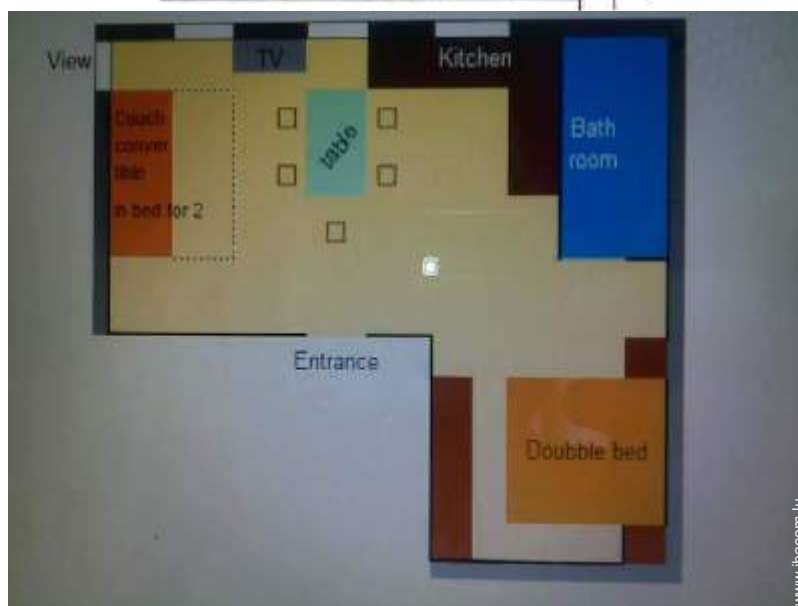 View
TV
Kitchen
Couch
conver
tible
in bed for 2
table
Bath
room
Entrance
Doubble bed